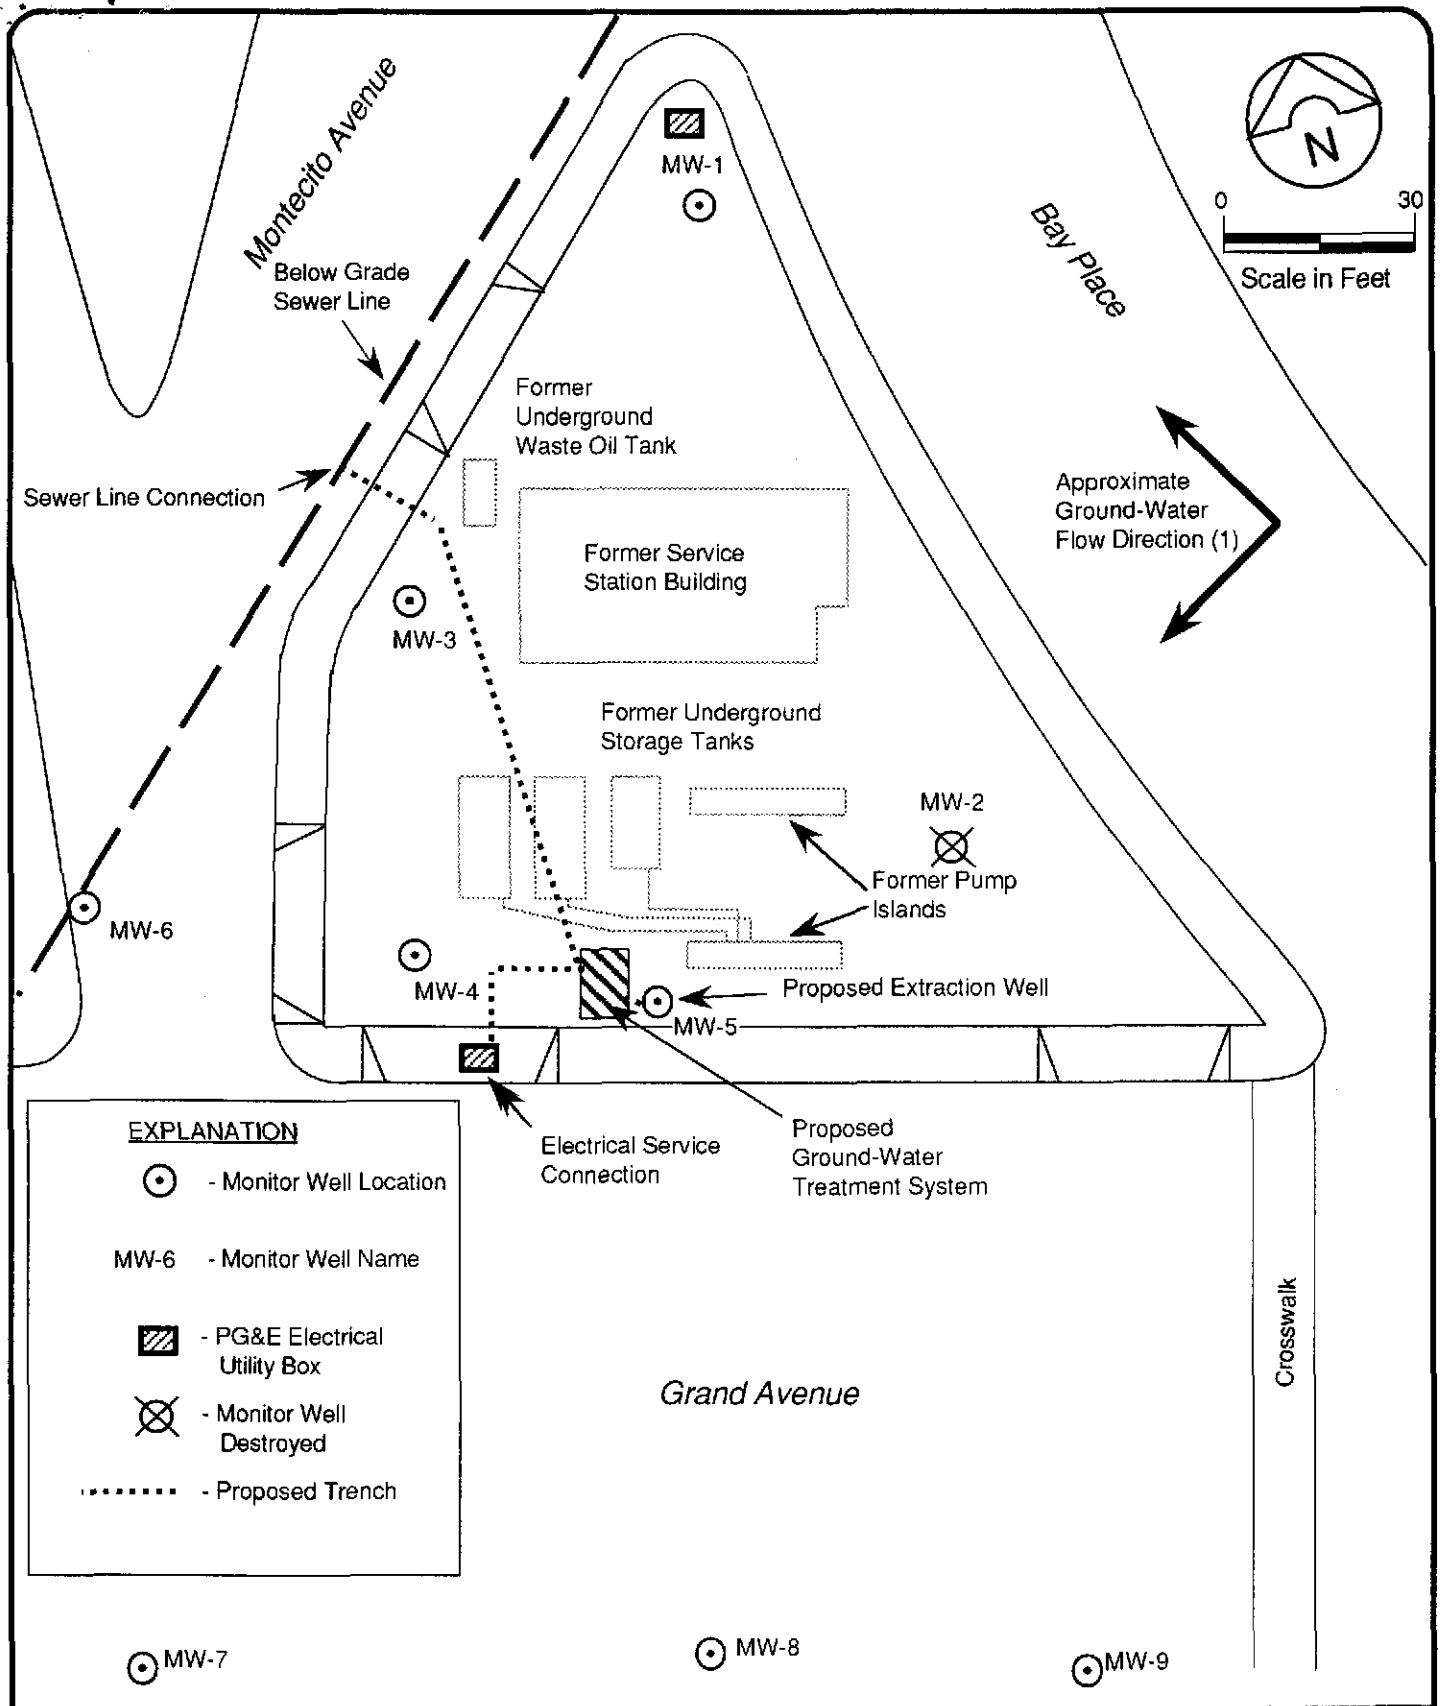 Montecito Avenue
MW-1
N
0 30
Scale in Feet
Bay Place
Below Grade
Sewer Line
Former
Underground
Waste Oil Tank
Sewer Line Connection
Approximate
Ground-Water
Flow Direction (1)
Former Service
Station Building
MW-3
Former Underground
Storage Tanks
MW-2
Former Pump
Islands
MW-6
MW-4
Proposed Extraction Well
MW-5
Electrical Service
Connection
Proposed
Ground-Water
Treatment System
EXPLANATION
- Monitor Well Location
MW-6 - Monitor Well Name
- PG&E Electrical
Utility Box
- Monitor Well
Destroyed
- Proposed Trench
Crosswalk
Grand Avenue
MW-7
MW-8
MW-9